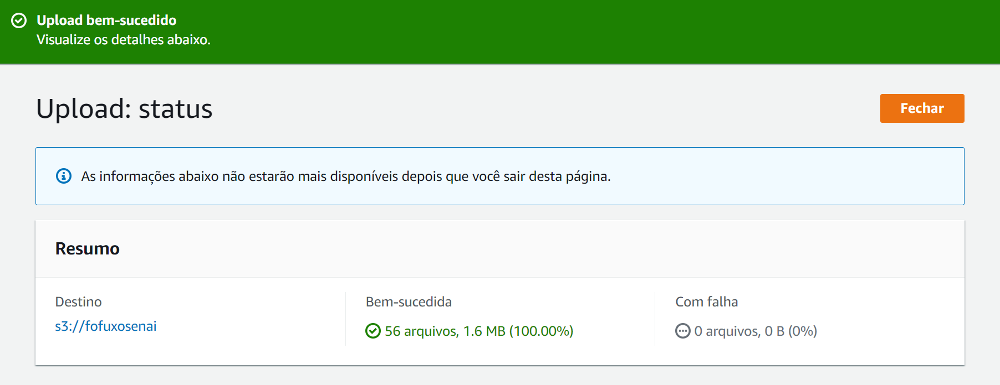 Upload bem-sucedido
Visualize os detalhes abaixo.
Upload: status
Fechar
As informações abaixo não estarão mais disponíveis depois que você sair desta página.
Resumo
Destino
s3://fofuxosenai
Bem-sucedida
56 arquivos, 1.6 MB (100.00%)
Com falha
0 arquivos, 0 B (0%)